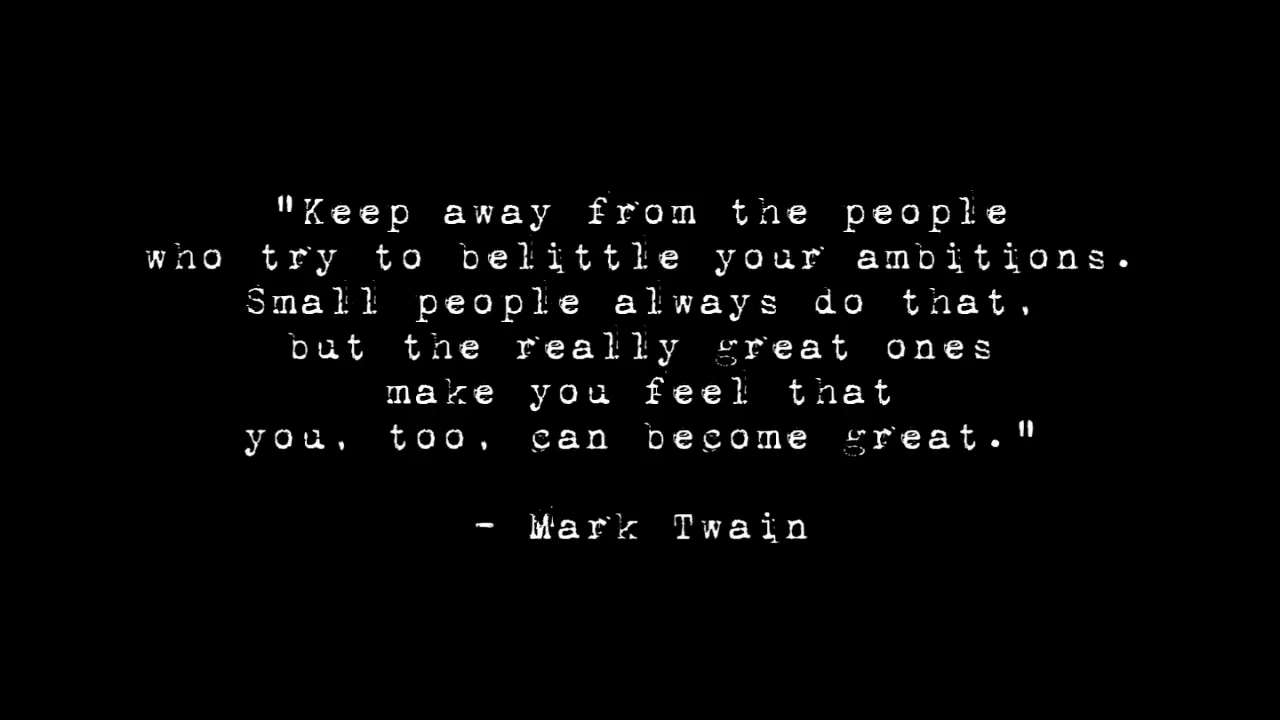 "Keep away from the people
who try to belittle your ambitions.
Small people always do that,
but the really great ones
make you feel that
you, too, can become great."
- Mark Twain